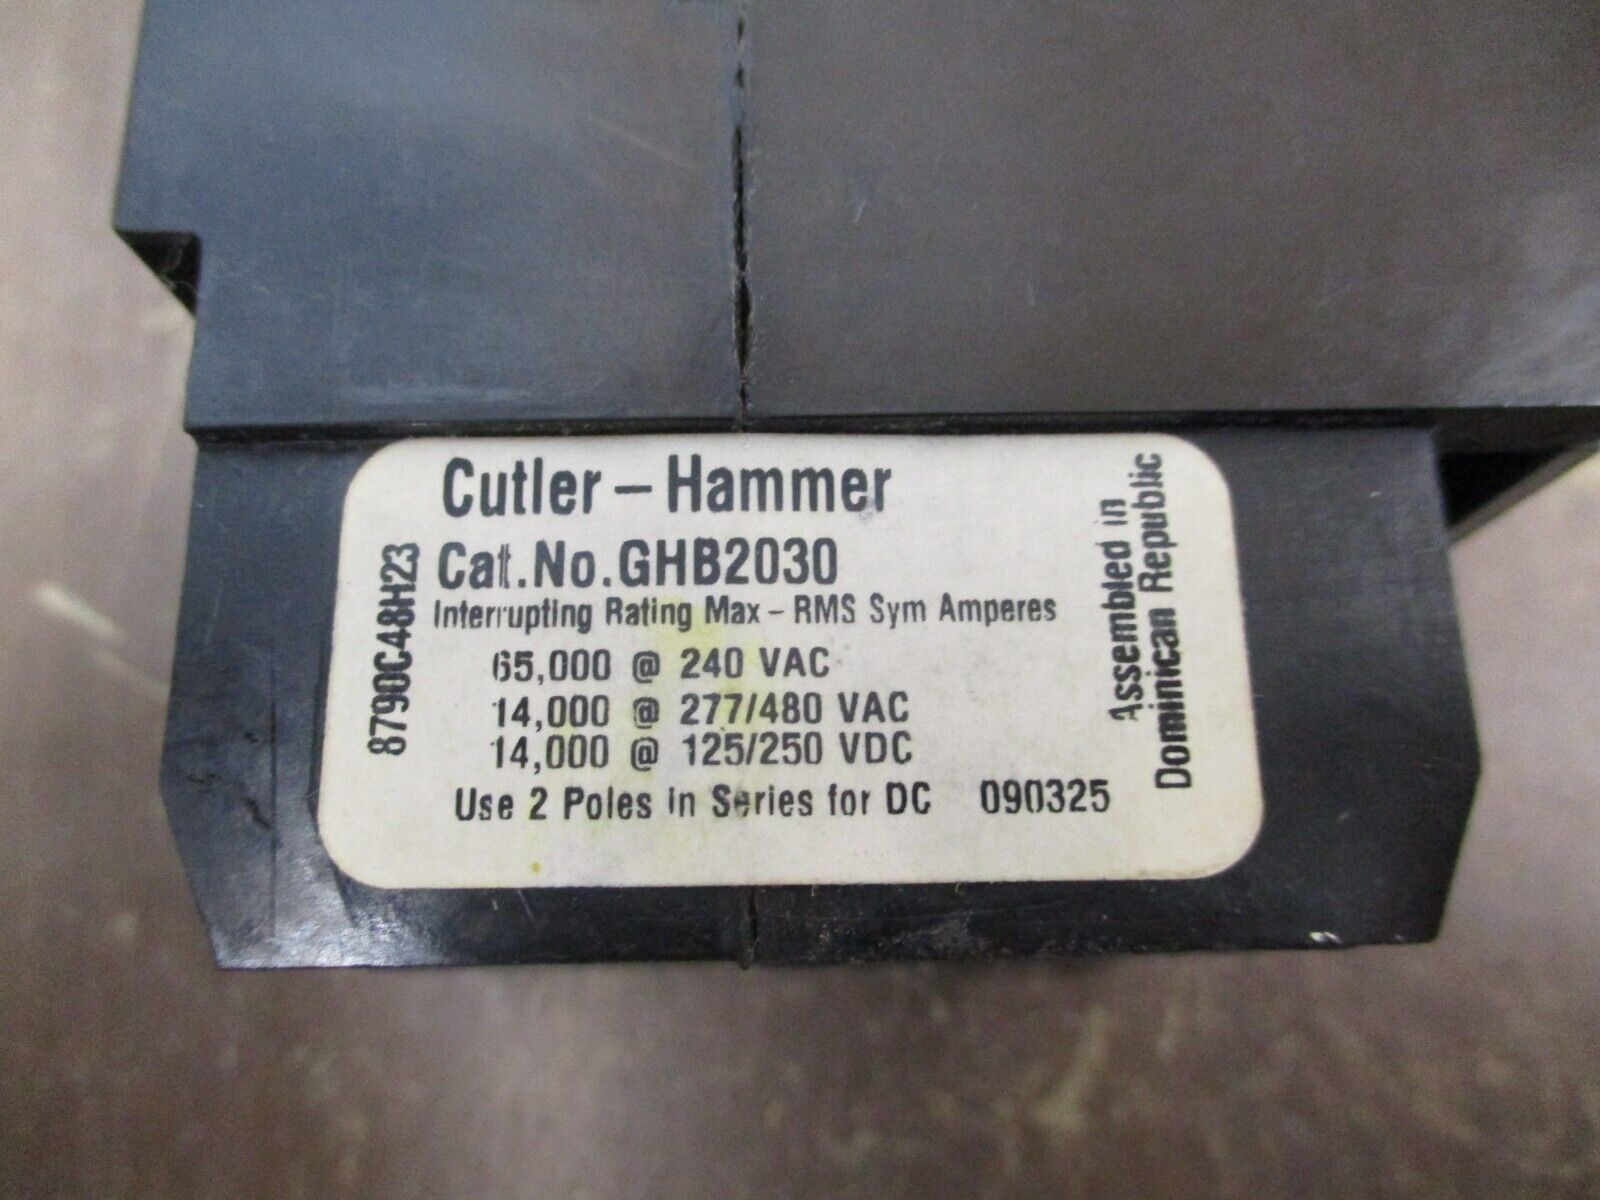 Cutler-Hammer
Cat.No.GHB2030
Interrupting Rating Max - RMS Sym Amperes
65,000 @ 240 VAC
14,000 @ 277/480 VAC
14,000 @ 125/250 VDC
Use 2 Poles in Series for DC 090325
8790C48H23
Assembled in
Dominican Republic